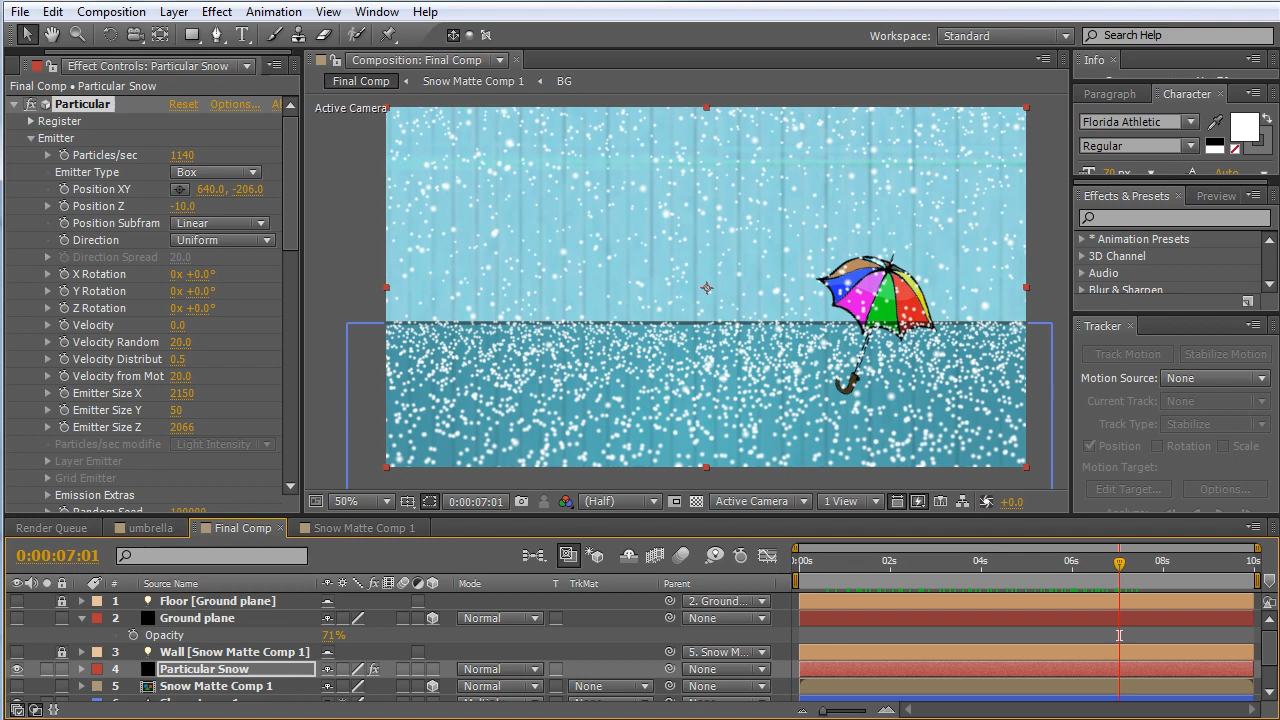 File Edit Composition Layer Effect Animation View Window Help
Workspace: Standard Search Help
Effect Controls: Particular Snow
Final Comp • Particular Snow
fx Particular Reset Options...
Register
Emitter
Particles/sec 1140
Emitter Type Box
Position XY 640.0, -206.0
Position Z -10.0
Position Subfram Linear
Direction Uniform
Direction Spread 20.0
X Rotation 0x +0.0°
Y Rotation 0x +0.0°
Z Rotation 0x +0.0°
Velocity 0.0
Velocity Random 20.0
Velocity Distribut 0.5
Velocity from Mot 20.0
Emitter Size X 2150
Emitter Size Y 50
Emitter Size Z 2066
Particles/sec modifie Light Intensity
Layer Emitter
Grid Emitter
Emission Extras
Random Seed 100000
Composition: Final Comp
Final Comp Snow Matte Comp 1 BG
Active Camera
50% 0:00:07:01 (Half) Active Camera 1 View +0.0
Info
Paragraph Character
Florida Athletic
Regular
70 px Auto
Effects & Presets Preview
* Animation Presets
3D Channel
Audio
Blur & Sharpen
Tracker
Track Motion Stabilize Motion
Motion Source: None
Current Track: None
Track Type: Stabilize
Position Rotation Scale
Motion Target:
Edit Target... Options...
Render Queue umbrella Final Comp Snow Matte Comp 1
0:00:07:01
# Source Name fx Mode T TrkMat Parent
1 Floor [Ground plane] 2. Ground...
2 Ground plane Normal None
Opacity 71%
3 Wall [Snow Matte Comp 1] 5. Snow M...
4 Particular Snow fx Normal None
5 Snow Matte Comp 1 Normal None None
0:00s 02s 04s 06s 08s 10s